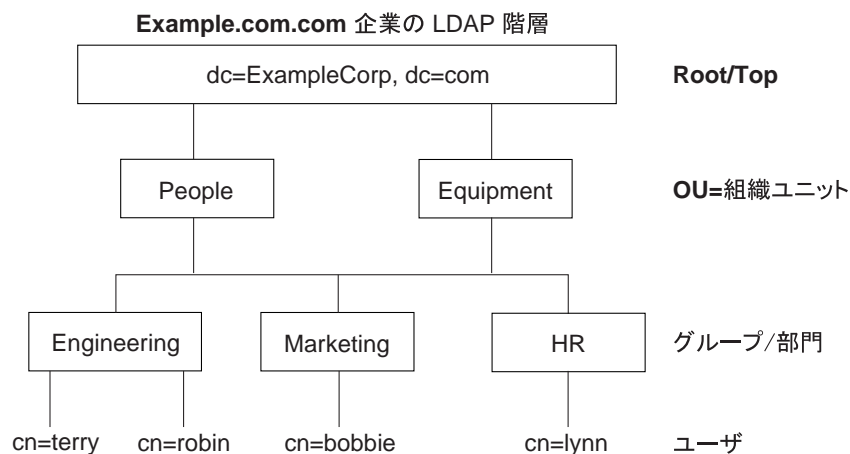 Example.com.com 企業の LDAP 階層
dc=ExampleCorp, dc=com
Root/Top
People
Equipment
OU=組織ユニット
Engineering
Marketing
HR
グループ/部門
cn=terry
cn=robin
cn=bobbie
cn=lynn
ユーザ